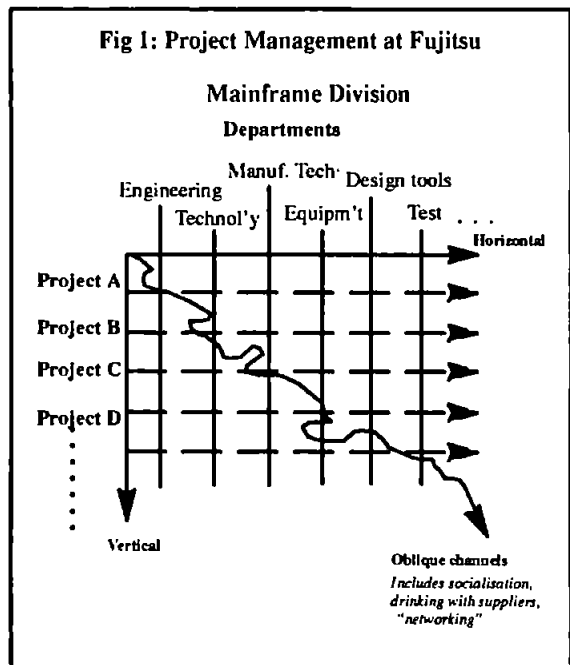 Fig 1: Project Management at Fujitsu
Mainframe Division
Departments
Manuf. Tech·
Engineering
Design tools
Technol'y
Equipm't
Test . . .
Horizontal
Project A
Project B
Project C
Project D
Vertical
Oblique channels
Includes socialisation,
drinking with suppliers,
"networking"